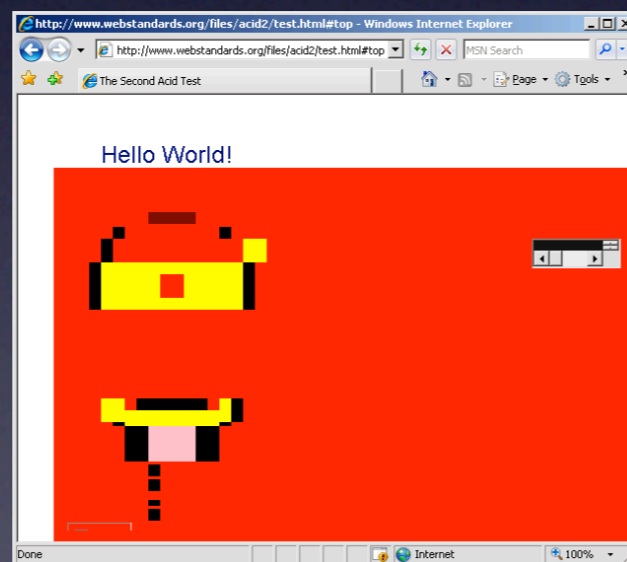 http://www.webstandards.org/files/acid2/test.html#top - Windows Internet Explorer
http://www.webstandards.org/files/acid2/test.html#top
MSN Search
The Second Acid Test
Page
Tools
Hello World!
Done
Internet
100%